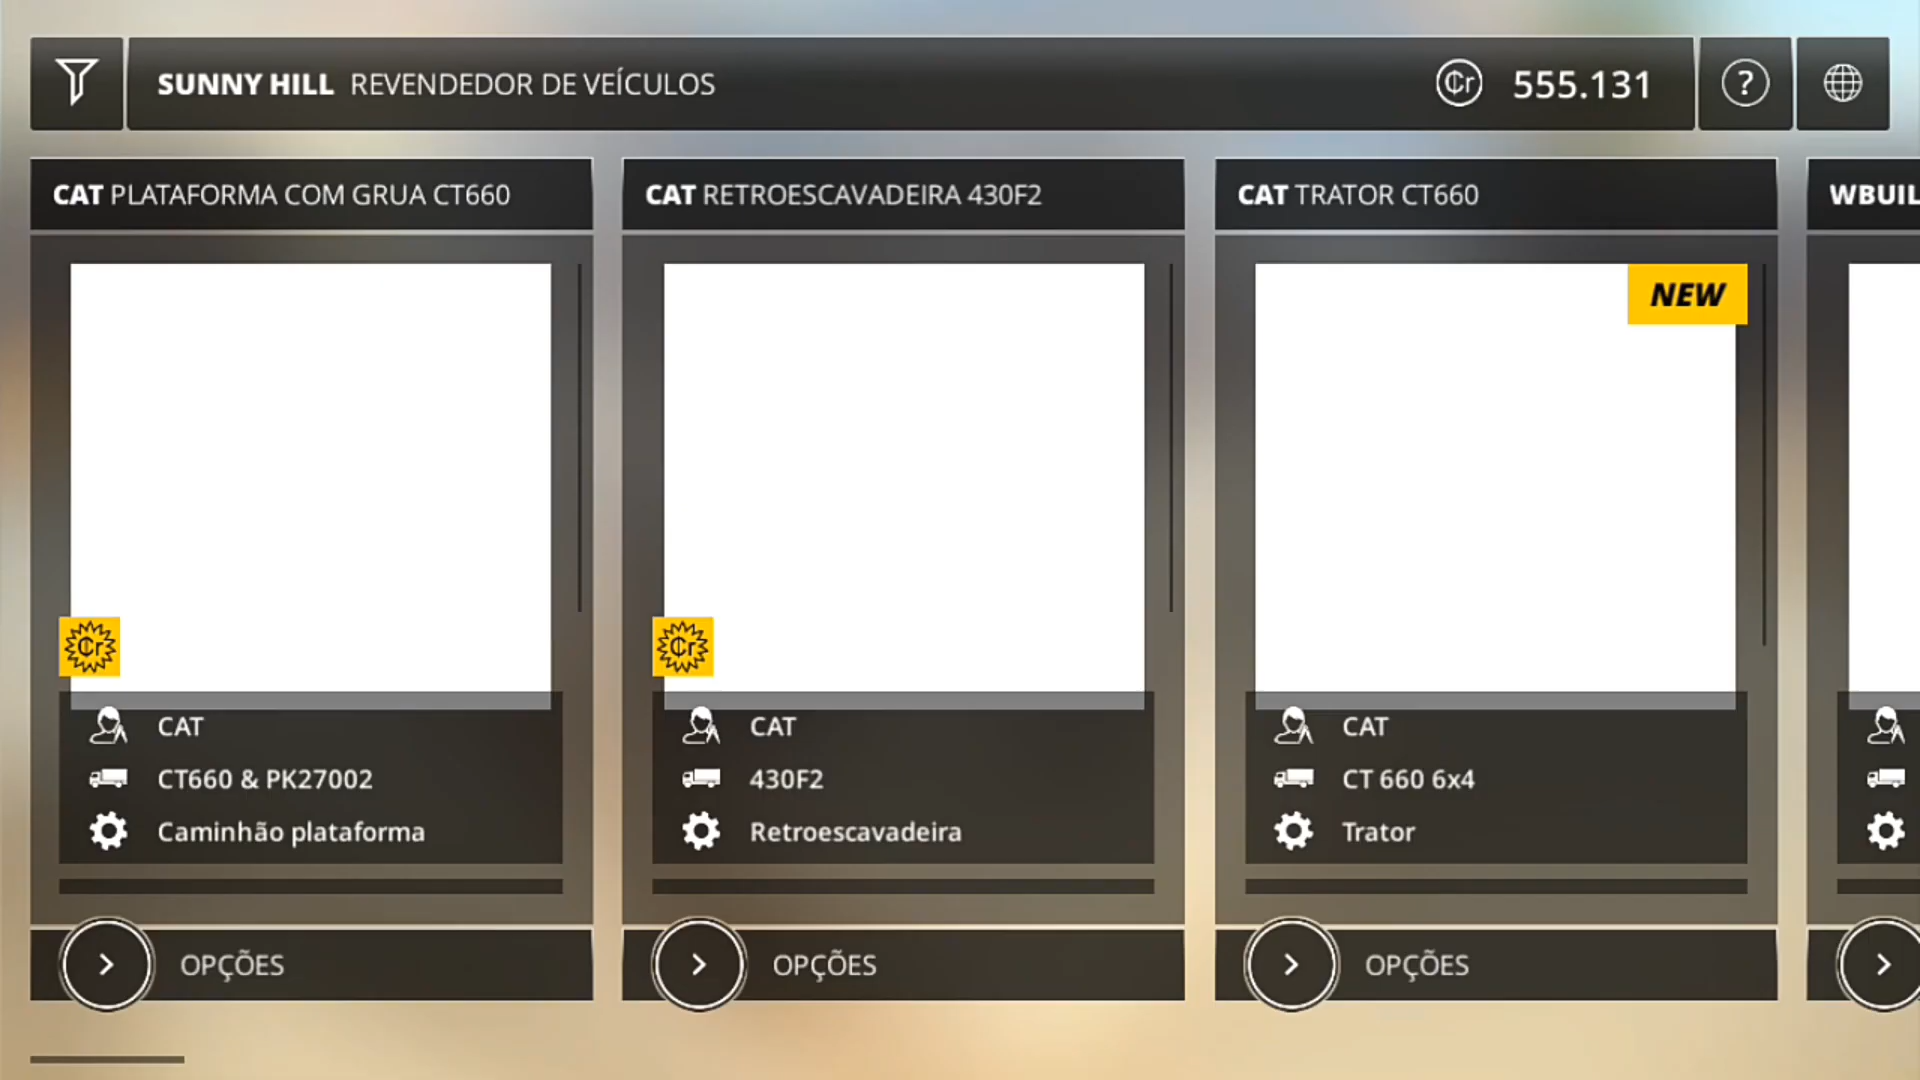 SUNNY HILL REVENDEDOR DE VEÍCULOS
₵r 555.131
?
CAT PLATAFORMA COM GRUA CT660
₵r
CAT
CT660 & PK27002
Caminhão plataforma
OPÇÕES
CAT RETROESCAVADEIRA 430F2
₵r
CAT
430F2
Retroescavadeira
OPÇÕES
CAT TRATOR CT660
NEW
CAT
CT 660 6x4
Trator
OPÇÕES
WBUIL